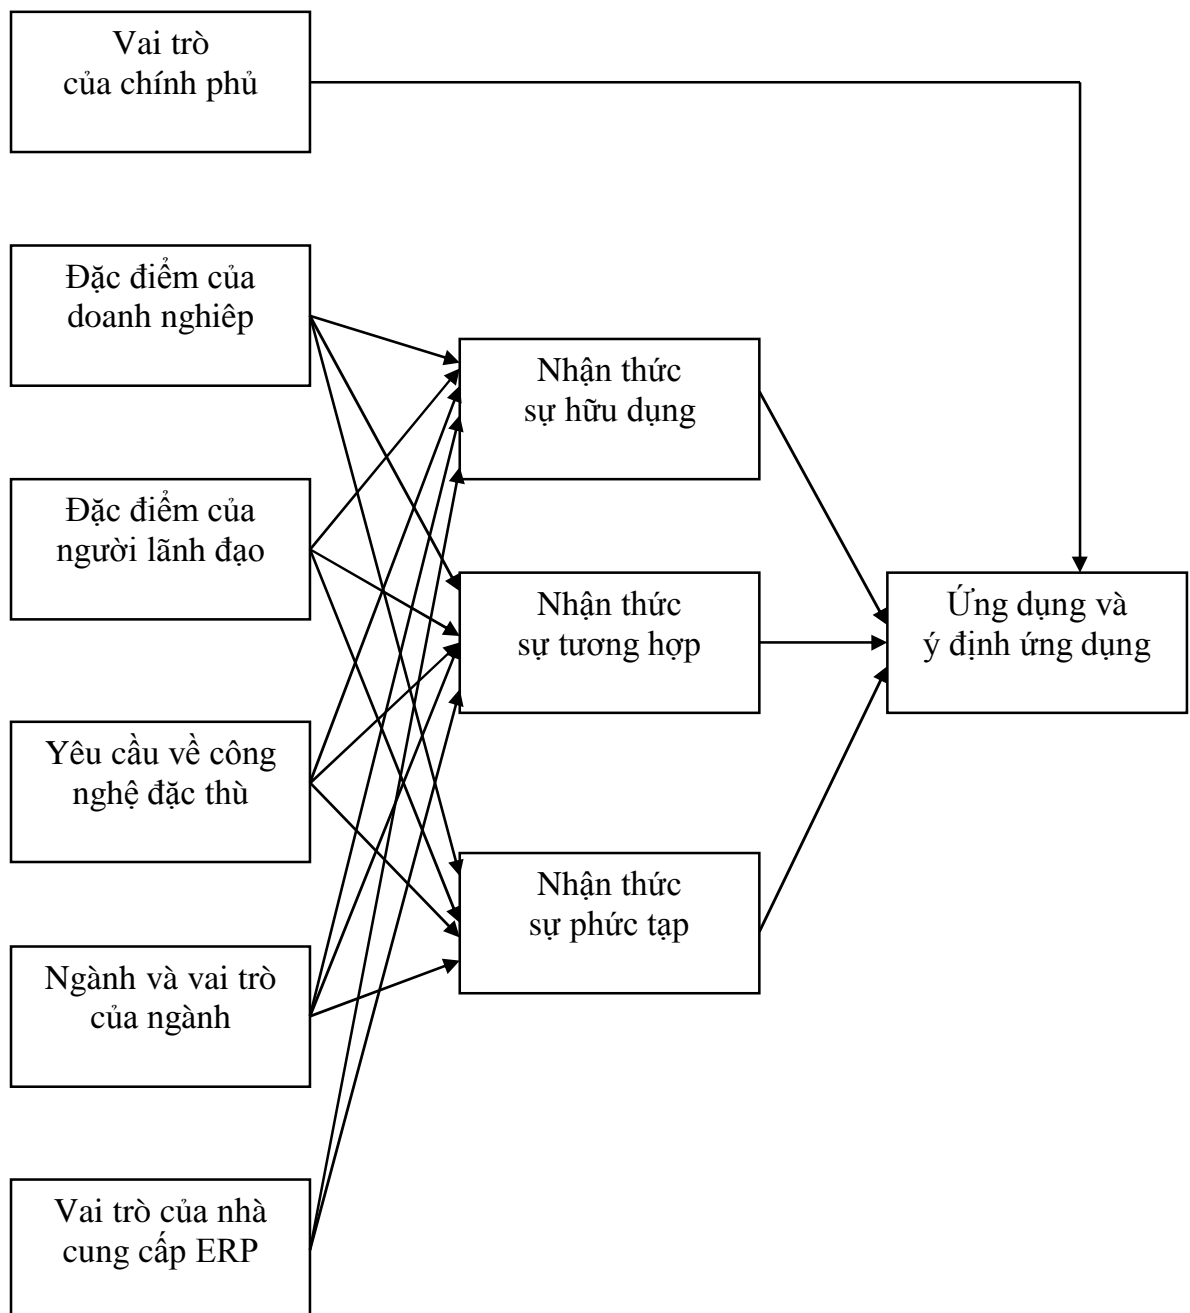 Vai trò
của chính phủ
Đặc điểm của
doanh nghiêp
Đặc điểm của
người lãnh đạo
Yêu cầu về công
nghệ đặc thù
Ngành và vai trò
của ngành
Vai trò của nhà
cung cấp ERP
Nhận thức
sự hữu dụng
Nhận thức
sự tương hợp
Nhận thức
sự phức tạp
Ứng dụng và
ý định ứng dụng